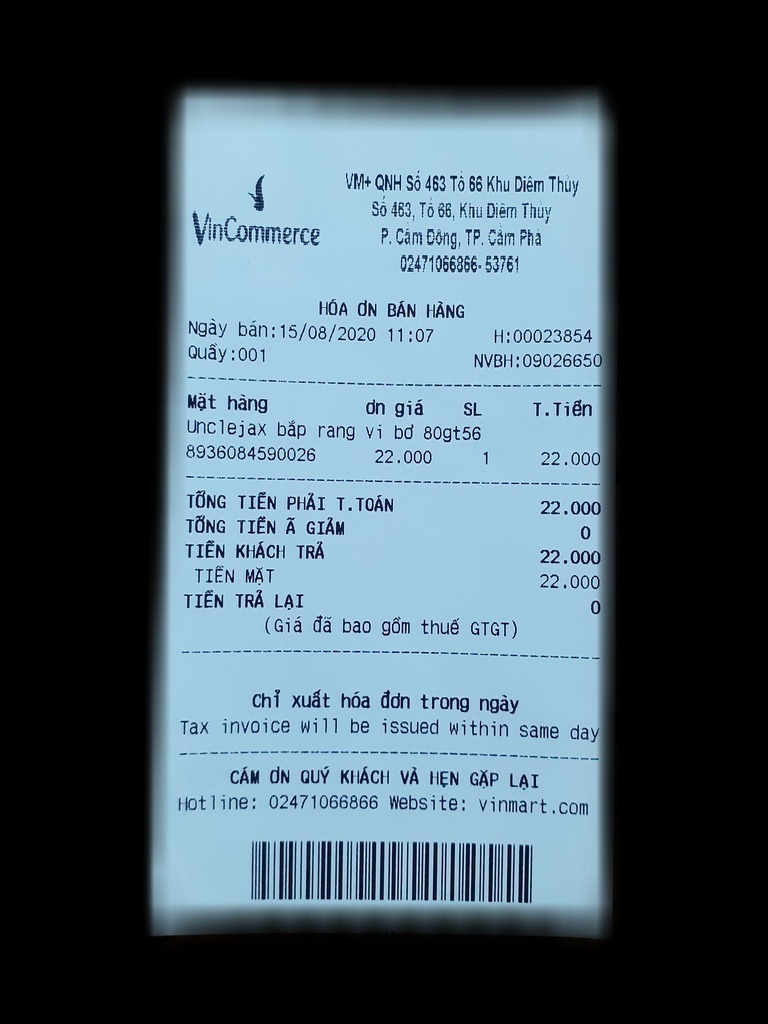 VinCommerce
VM+ QNH Số 463 Tổ 66 Khu Diêm Thủy
Số 463, Tổ 66, Khu Diêm Thủy
P. Cẩm Đông, TP. Cẩm Phả
02471066866- 53761
HÓA ƠN BÁN HÀNG
Ngày bán:15/08/2020 11:07 H:00023854
Quầy:001 NVBH:09026650
Mặt hàng ơn giá SL T.Tiền
Unclejax bắp rang vi bơ 80gt56
8936084590026 22.000 1 22.000
TỔNG TIỀN PHẢI T.TOÁN 22.000
TỔNG TIỀN Ã GIẢM 0
TIỀN KHÁCH TRẢ 22.000
TIỀN MẶT 22.000
TIỀN TRẢ LẠI 0
(Giá đã bao gồm thuế GTGT)
Chỉ xuất hóa đơn trong ngày
Tax invoice will be issued within same day
CÁM ƠN QUÝ KHÁCH VÀ HẸN GẶP LẠI
Hotline: 02471066866 Website: vinmart.com